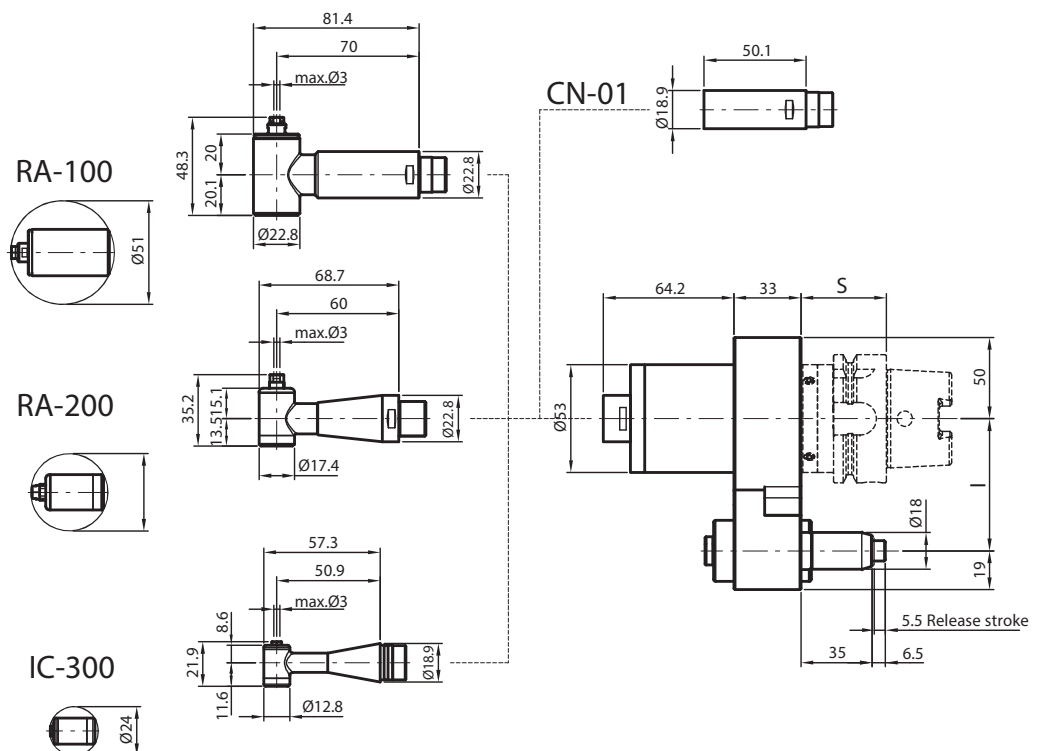 81.4
70
max.Ø3
48.3
20
20.1
Ø22.8
Ø22.8
RA-100
Ø51
CN-01
50.1
Ø18.9
68.7
60
max.Ø3
35.2
15.1
13.5
Ø17.4
Ø22.8
RA-200
57.3
50.9
max.Ø3
8.6
21.9
11.6
Ø12.8
Ø18.9
IC-300
Ø24
64.2
33
S
50
Ø53
I
Ø18
19
5.5 Release stroke
35
6.5